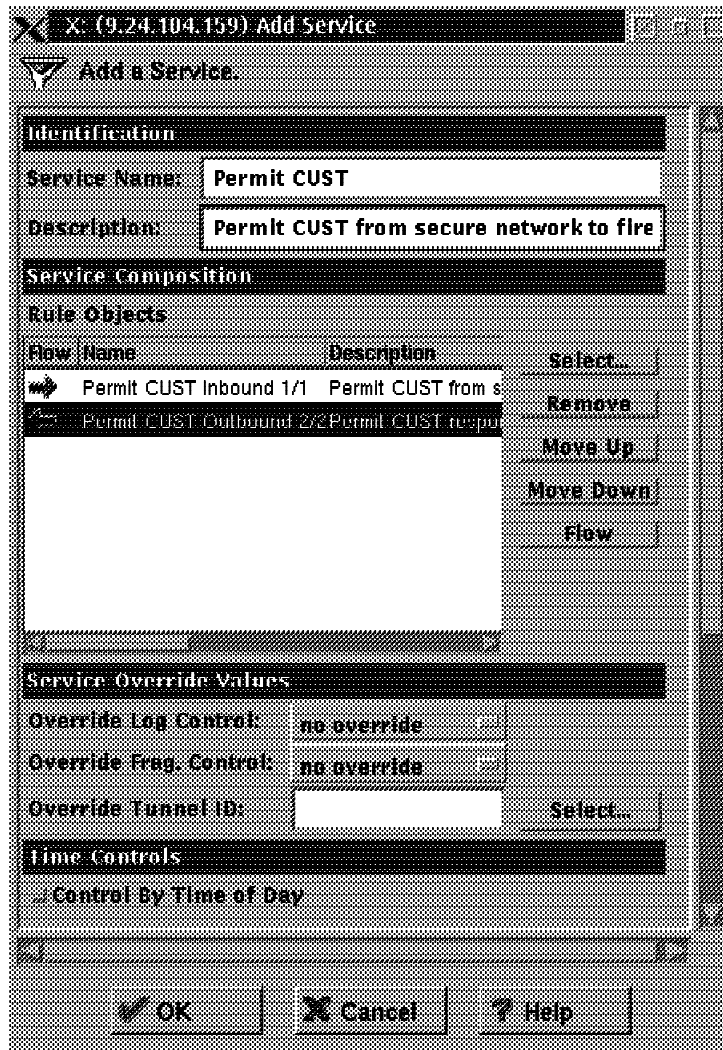 X: (9.24.104.159) Add Service
Add a Service.
Identification
Service Name: Permit CUST
Description: Permit CUST from secure network to fire
Service Composition
Rule Objects
Flow Name Description
Permit CUST Inbound 1/1 Permit CUST from s
Permit CUST Outbound 2/2 Permit CUST respo
Select...
Remove
Move Up
Move Down
Flow
Service Override Values
Override Log Control: no override
Override Frag. Control: no override
Override Tunnel ID: Select...
Time Controls
Control By Time of Day
OK Cancel Help